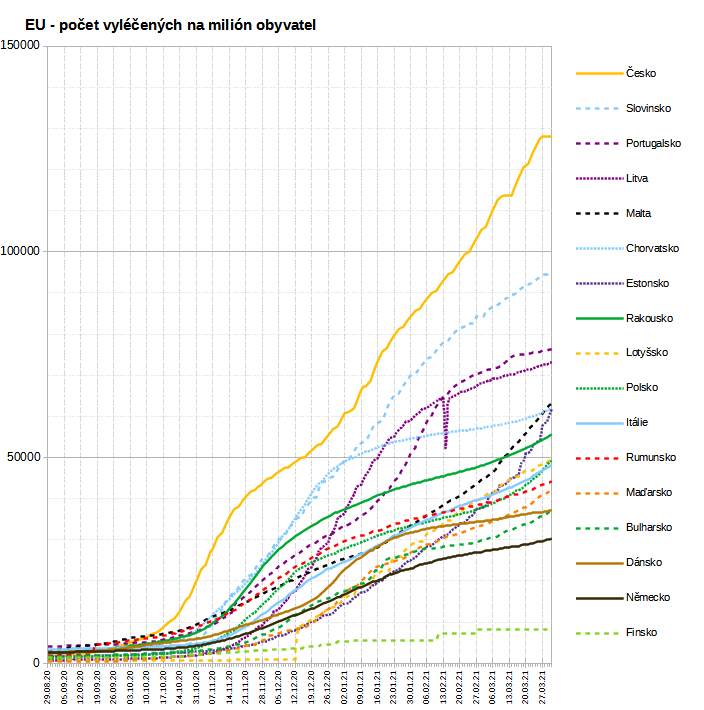 EU - počet vyléčených na milión obyvatel
150000
100000
50000
0
Česko
Slovinsko
Portugalsko
Litva
Malta
Chorvatsko
Estonsko
Rakousko
Lotyšsko
Polsko
Itálie
Rumunsko
Maďarsko
Bulharsko
Dánsko
Německo
Finsko
29.08.20
05.09.20
12.09.20
19.09.20
26.09.20
03.10.20
10.10.20
17.10.20
24.10.20
31.10.20
07.11.20
14.11.20
21.11.20
28.11.20
05.12.20
12.12.20
19.12.20
26.12.20
02.01.21
09.01.21
16.01.21
23.01.21
30.01.21
06.02.21
13.02.21
20.02.21
27.02.21
06.03.21
13.03.21
20.03.21
27.03.21